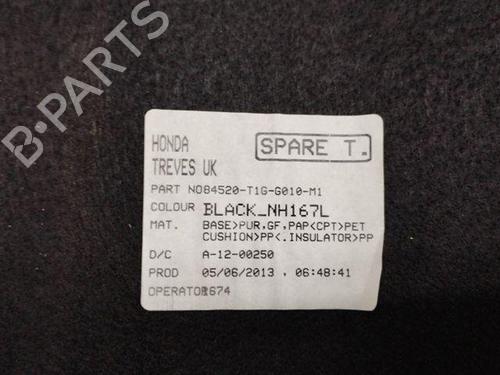 B-PARTS
HONDA
SPARE T.
TREVES UK
PART NO84520-T1G-G010-M1
COLOUR BLACK_NH167L
MAT. BASE>PUR,GF,PAP<CPT>PET
CUSHION>PP<.INSULATOR>PP
D/C A-12-00250
PROD 05/06/2013 . 06:48:41
OPERATOR1674